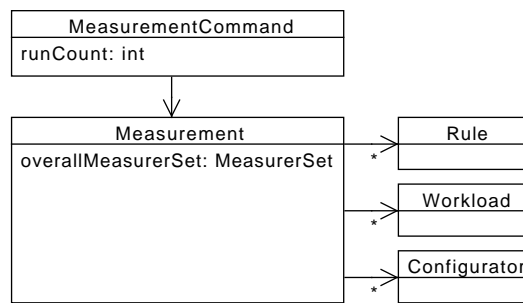 MeasurementCommand
runCount: int
Measurement
overallMeasurerSet: MeasurerSet
Rule
*
Workload
*
Configurator
*